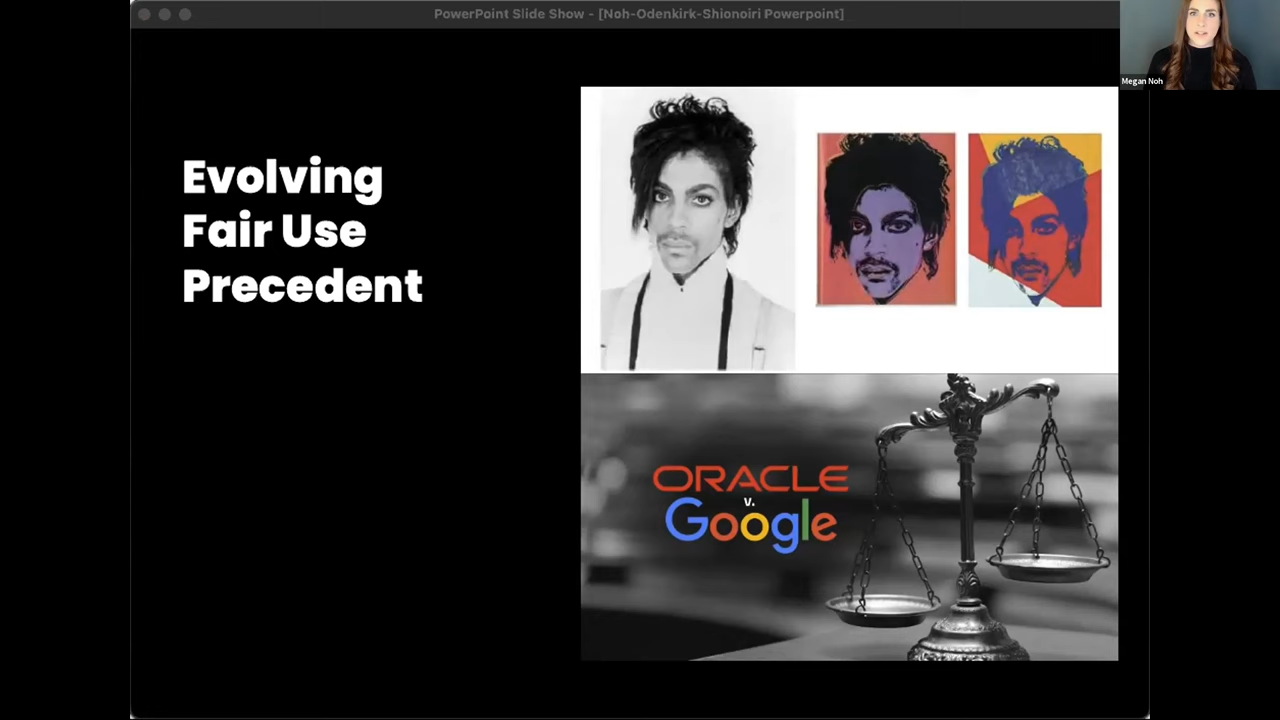 PowerPoint Slide Show - [Noh-Odenkirk-Shionoiri Powerpoint]
Megan Noh
Evolving
Fair Use
Precedent
ORACLE
v.
Google